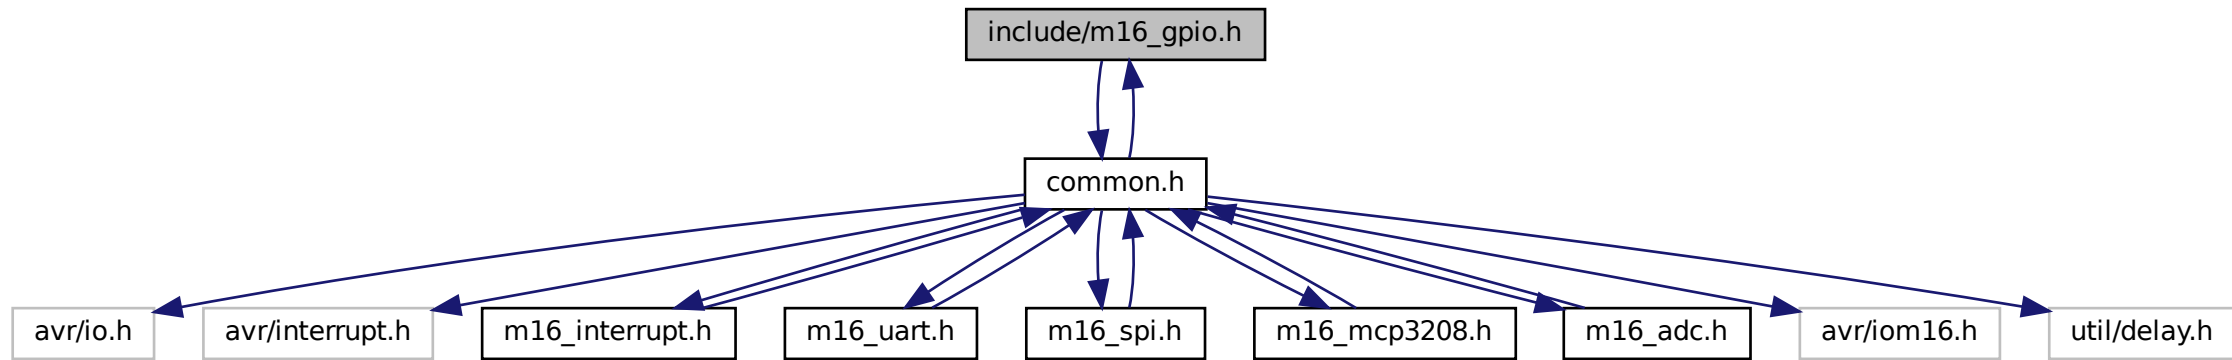 include/m16_gpio.h
common.h
avr/io.h
avr/interrupt.h
m16_interrupt.h
m16_uart.h
m16_spi.h
m16_mcp3208.h
m16_adc.h
avr/iom16.h
util/delay.h